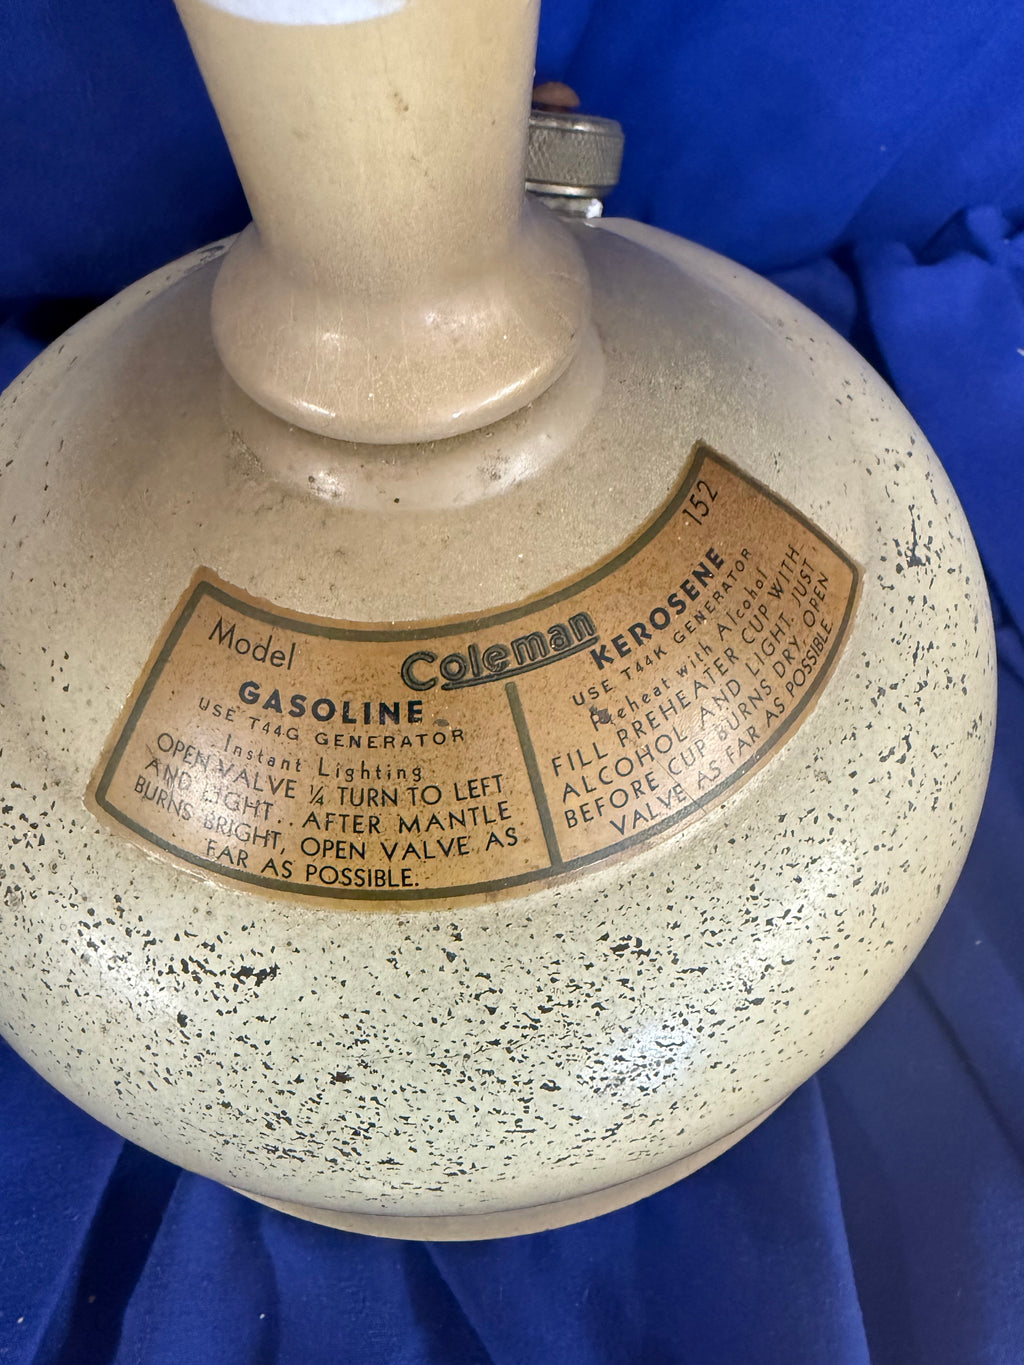 Model Coleman 152
GASOLINE
USE T44G GENERATOR
Instant Lighting
OPEN VALVE ¼ TURN TO LEFT
AND LIGHT. AFTER MANTLE
BURNS BRIGHT, OPEN VALVE AS
FAR AS POSSIBLE.
KEROSENE
USE T44K GENERATOR
Preheat with Alcohol
FILL PREHEATER CUP WITH
ALCOHOL AND LIGHT. JUST
BEFORE CUP BURNS DRY, OPEN
VALVE AS FAR AS POSSIBLE.